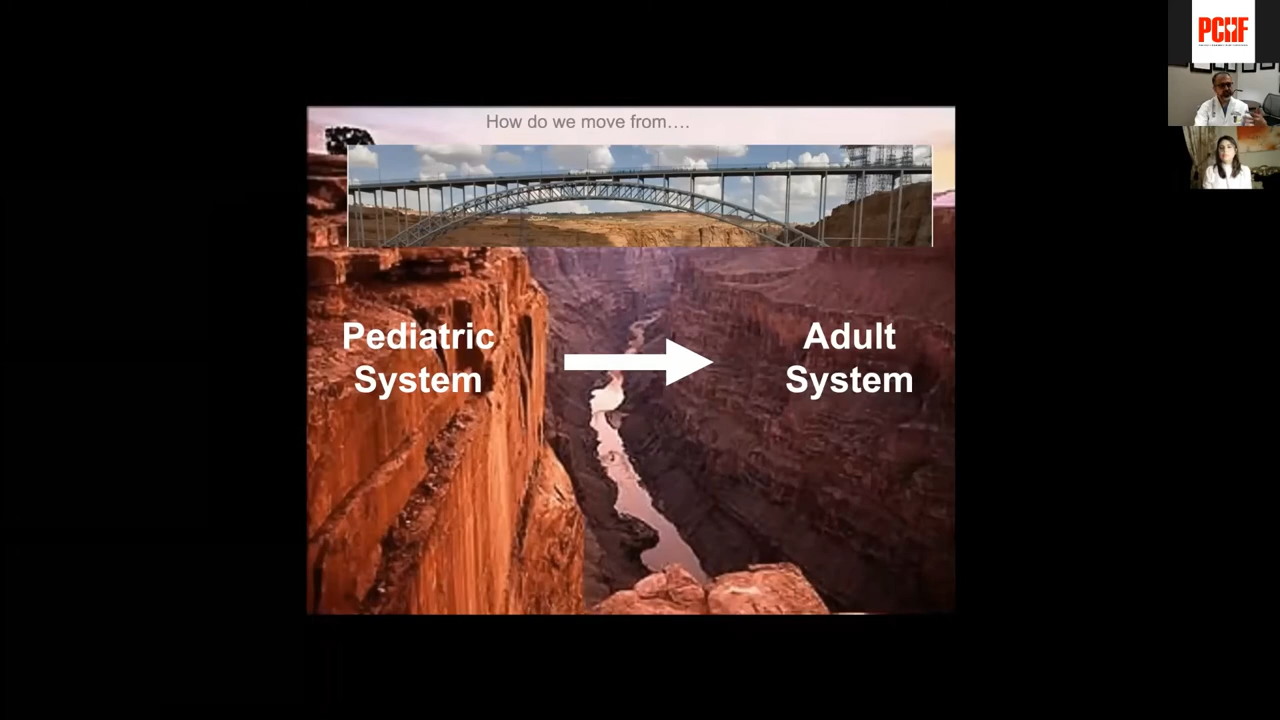 How do we move from….
Pediatric
System
Adult
System
PCHF